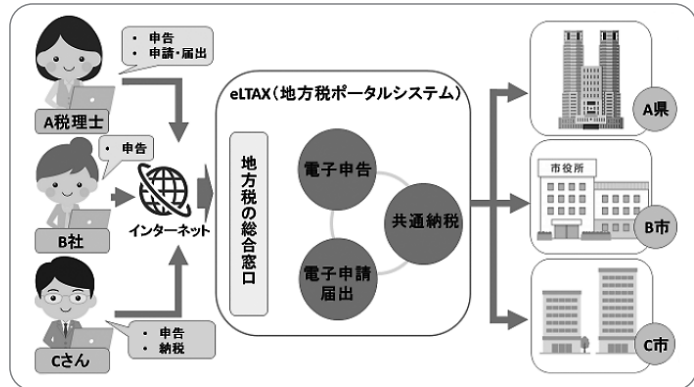 ・ 申告
・ 申請・届出
A税理士
・ 申告
B社
・ 申告
・ 納税
Cさん
インターネット
eLTAX(地方税ポータルシステム)
地方税の総合窓口
電子申告
共通納税
電子申請
届出
A県
市役所
B市
C市